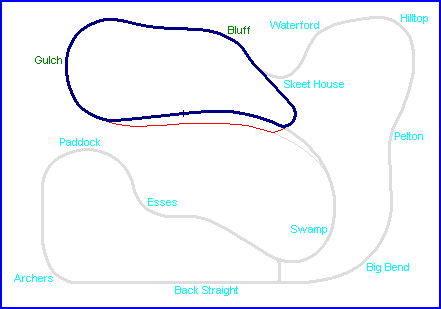 Hilltop
Waterford
Bluff
Gulch
Skeet House
Pelton
Paddock
Esses
Swamp
Big Bend
Archers
Back Straight